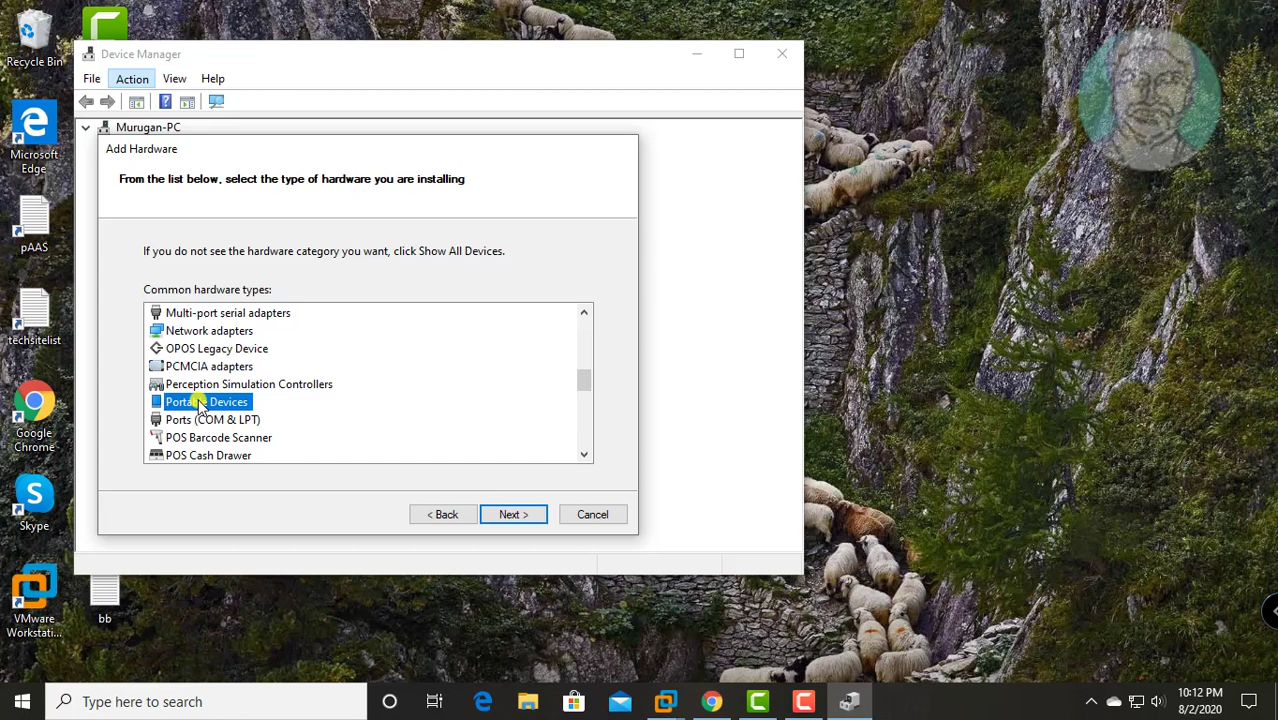 Recycle Bin
Microsoft
Edge
pAAS
techsitelist
Google
Chrome
Skype
VMware
Workstati...
bb
Device Manager
File Action View Help
Murugan-PC
Add Hardware
From the list below, select the type of hardware you are installing
If you do not see the hardware category you want, click Show All Devices.
Common hardware types:
Multi-port serial adapters
Network adapters
OPOS Legacy Device
PCMCIA adapters
Perception Simulation Controllers
Portable Devices
Ports (COM & LPT)
POS Barcode Scanner
POS Cash Drawer
< Back Next > Cancel
Type here to search
10:12 PM
8/2/2020